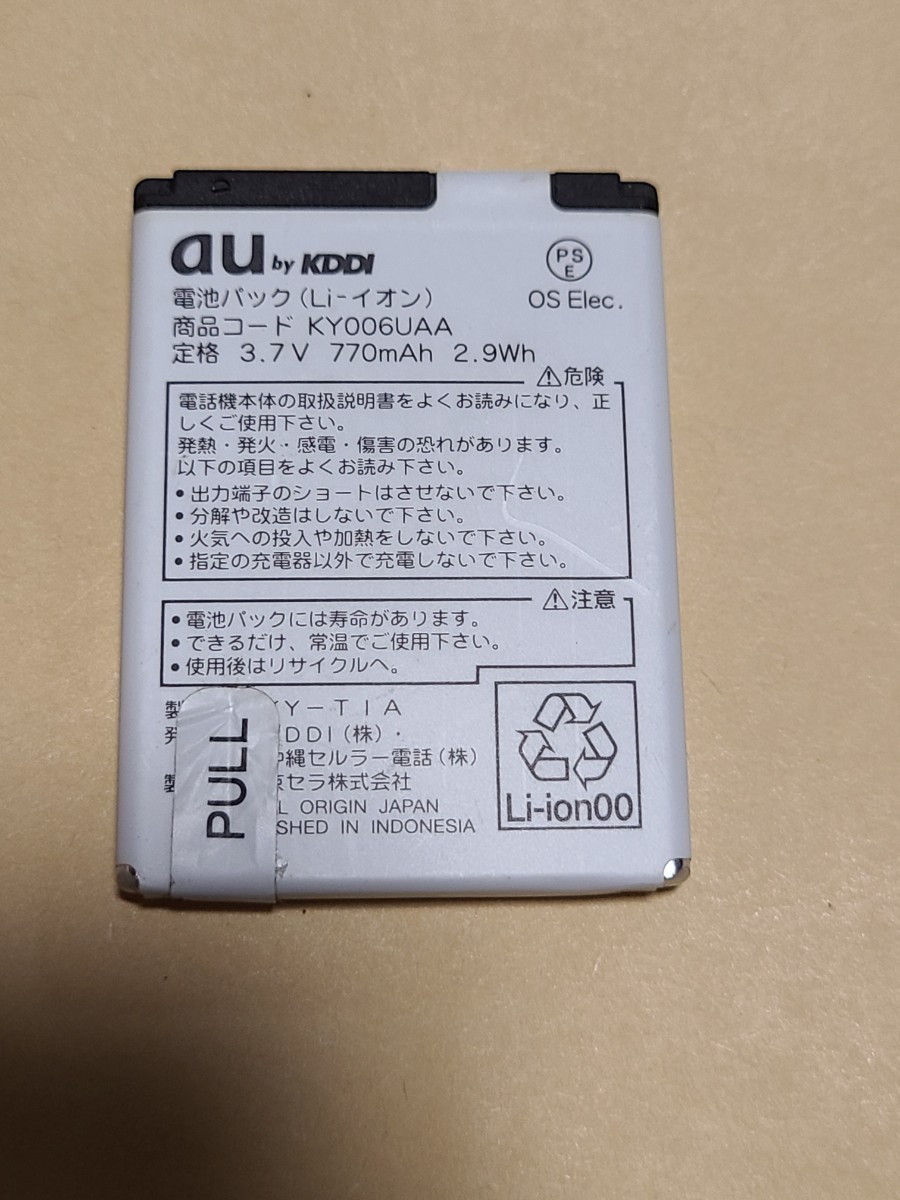 au by KDDI
PSE
電池パック(Li-イオン)
OS Elec.
商品コード KY006UAA
定格 3.7V 770mAh 2.9Wh
⚠危険
電話機本体の取扱説明書をよくお読みになり、正
しくご使用下さい。
発熱・発火・感電・傷害の恐れがあります。
以下の項目をよくお読み下さい。
・出力端子のショートはさせないで下さい。
・分解や改造はしないで下さい。
・火気への投入や加熱をしないで下さい。
・指定の充電器以外で充電しないで下さい。
⚠注意
・電池パックには寿命があります。
・できるだけ、常温でご使用下さい。
・使用後はリサイクルへ。
製 KY-T1A
発 DDI(株)・
沖縄セルラー電話(株)
製 京セラ株式会社
L ORIGIN JAPAN
SHED IN INDONESIA
PULL
Li-ion00